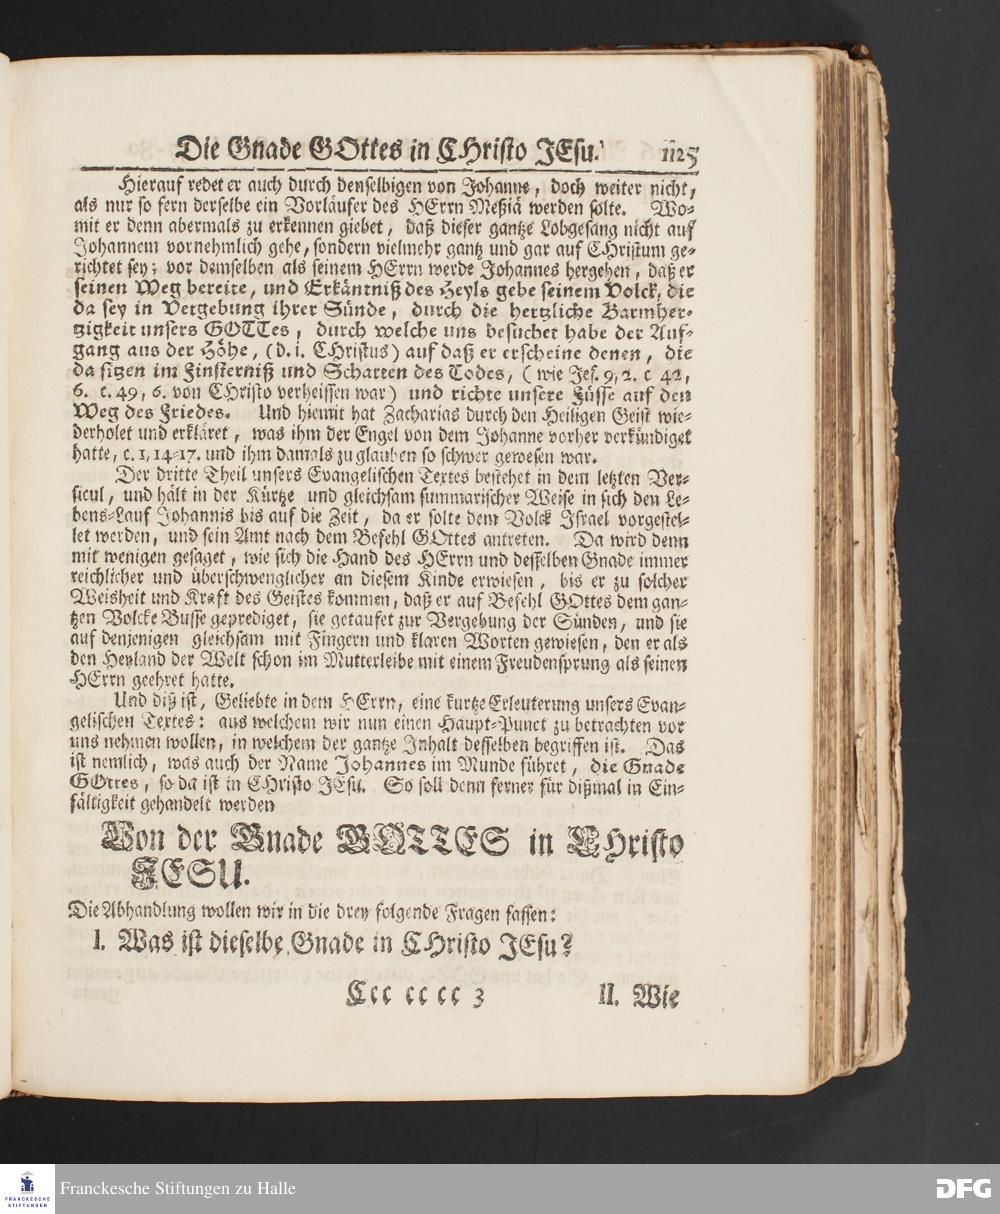 Die Gnade GOttes in CHristo JEsu. 1125
Hierauf redet er auch durch denselbigen von Johanne, doch weiter nicht,
als nur so fern derselbe ein Vorläufer des HErrn Meßiä werden solte. Wo-
mit er denn abermals zu erkennen giebet, daß dieser gantze Lobgesang nicht auf
Johannem vornehmlich gehe, sondern vielmehr gantz und gar auf CHristum ge-
richtet sey; vor demselben als seinem HErrn werde Johannes hergehen, daß er
seinen Weg bereite, und Erkäntniß des Heyls gebe seinem Volck, die
da sey in Vergebung ihrer Sünde, durch die hertzliche Barmher-
tzigkeit unsers GOTTes, durch welche uns besuchet habe der Auf-
gang aus der Höhe, (d. i. CHristus) auf daß er erscheine denen, die
da sitzen im Finsterniß und Schatten des Todes, (wie Jes. 9, 2. c 42,
6. c. 49, 6. von CHristo verheissen war) und richte unsere Füsse auf den
Weg des Friedes. Und hiemit hat Zacharias durch den Heiligen Geist wie-
derholet und erkläret, was ihm der Engel von dem Johanne vorher verkündiget
hatte, c. 1, 14-17. und ihm damals zu glauben so schwer gewesen war.
Der dritte Theil unsers Evangelischen Textes bestehet in dem letzten Ver-
sicul, und hält in der Kürtze und gleichsam summarischer Weise in sich den Le-
bens-Lauf Johannis bis auf die Zeit, da er solte dem Volck Israel vorgestel-
let werden, und sein Amt nach dem Befehl GOttes antreten. Da wird denn
mit wenigen gesaget, wie sich die Hand des HErrn und desselben Gnade immer
reichlicher und überschwenglicher an diesem Kinde erwiesen, bis er zu solcher
Weisheit und Kraft des Geistes kommen, daß er auf Befehl GOttes dem gan-
tzen Volcke Busse geprediget, sie getaufet zur Vergebung der Sünden, und sie
auf denjenigen gleichsam mit Fingern und klaren Worten gewiesen, den er als
den Heyland der Welt schon im Mutterleibe mit einem Freudensprung als seinen
HErrn geehret hatte.
Und diß ist, Geliebte in dem HErrn, eine kurtze Erleuterung unsers Evan-
gelischen Textes: aus welchem wir nun einen Haupt-Punct zu betrachten vor
uns nehmen wollen, in welchem der gantze Inhalt desselben begriffen ist. Das
ist nemlich, was auch der Name Johannes im Munde führet, die Gnade
GOttes, so da ist in CHristo JEsu. So soll denn ferner für dißmal in Ein-
fältigkeit gehandelt werden
Von der Gnade GOTTES in CHristo
JESU.
Die Abhandlung wollen wir in die drey folgende Fragen fassen:
I. Was ist dieselbe Gnade in CHristo JEsu?
Ccc cc cc 3 II. Wie
FRANCKESCHE
STIFTUNGEN
Franckesche Stiftungen zu Halle
DFG